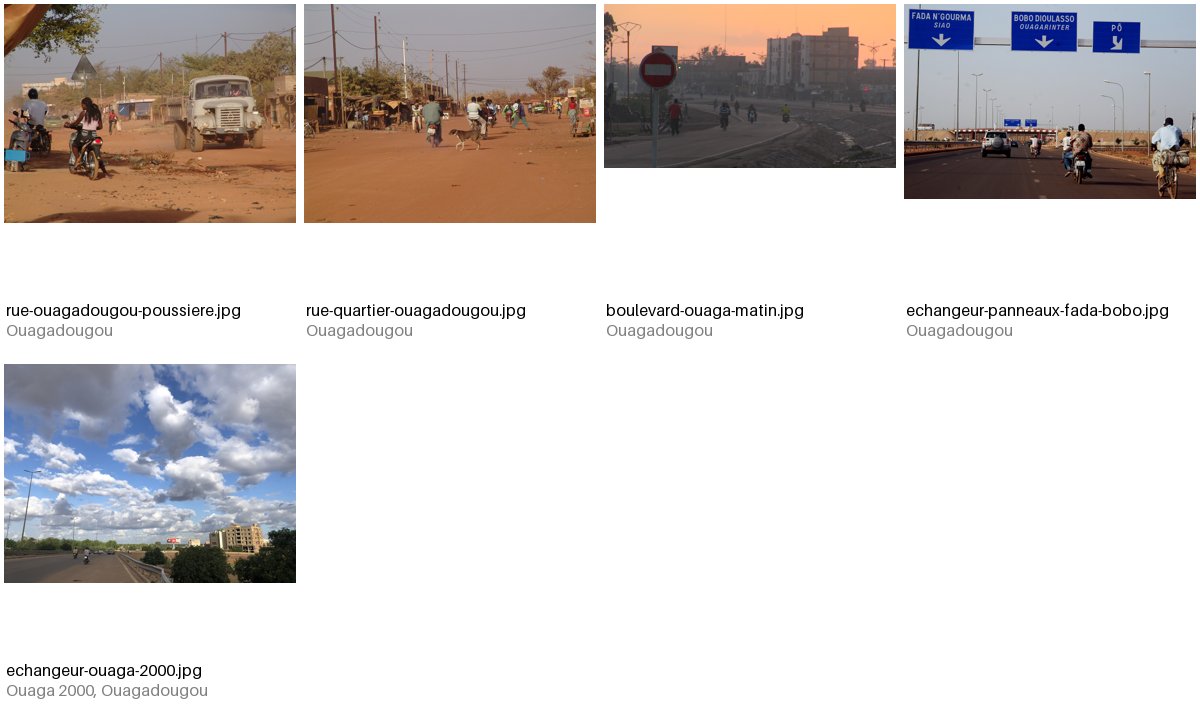 FADA N'GOURMA
SIAO
BOBO DIOULASSO
OUAGARINTER
PÔ
rue-ouagadougou-poussiere.jpg
Ouagadougou
rue-quartier-ouagadougou.jpg
Ouagadougou
boulevard-ouaga-matin.jpg
Ouagadougou
echangeur-panneaux-fada-bobo.jpg
Ouagadougou
echangeur-ouaga-2000.jpg
Ouaga 2000, Ouagadougou